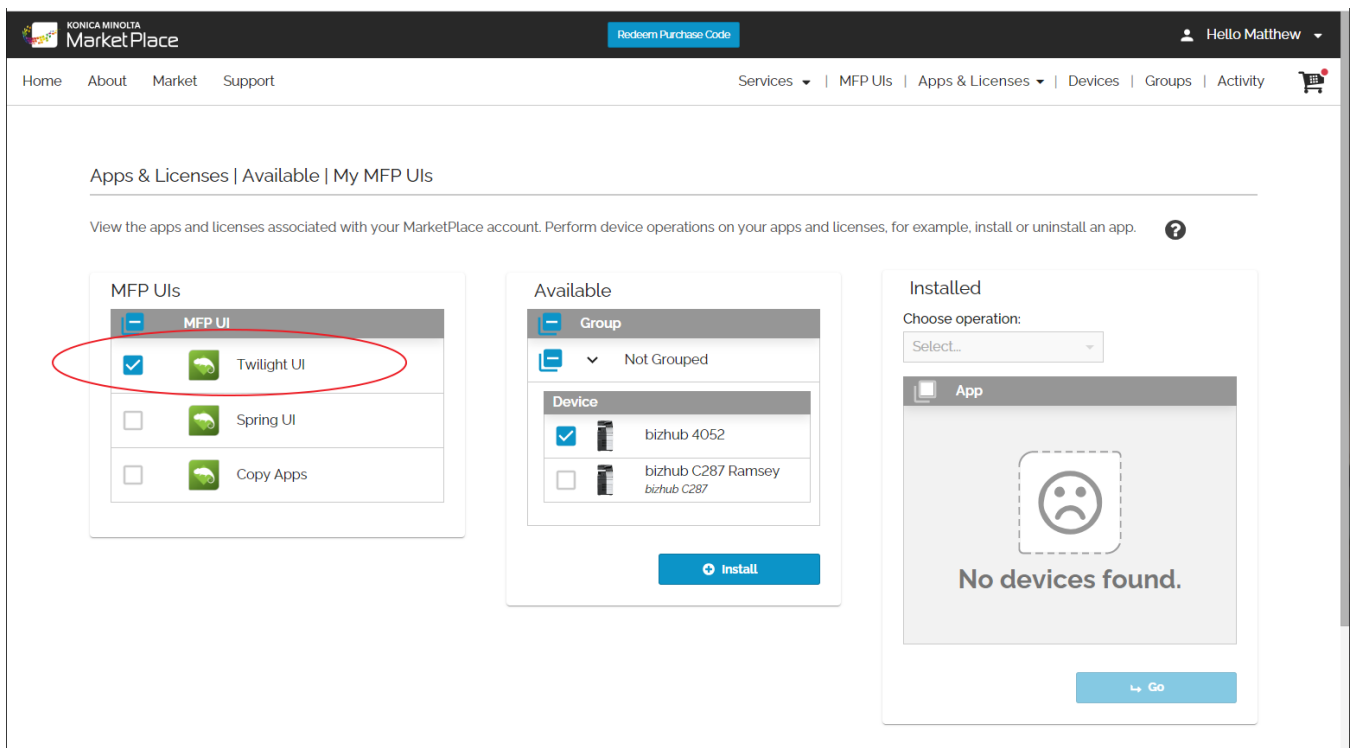 KONICA MINOLTA
MarketPlace
Redeem Purchase Code
Hello Matthew
Home About Market Support
Services | MFP UIs | Apps & Licenses | Devices | Groups | Activity
Apps & Licenses | Available | My MFP UIs
View the apps and licenses associated with your MarketPlace account. Perform device operations on your apps and licenses, for example, install or uninstall an app. ?
MFP UIs
MFP UI
Twilight UI
Spring UI
Copy Apps
Available
Group
Not Grouped
Device
bizhub 4052
bizhub C287 Ramsey
bizhub C287
Install
Installed
Choose operation:
Select...
App
No devices found.
Go